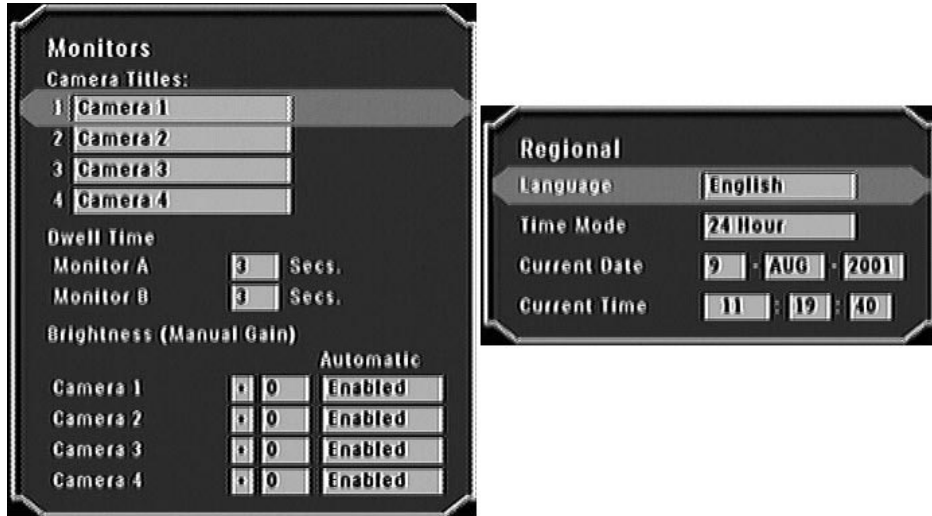 Monitors
Camera Titles:
1 Camera 1
2 Camera 2
3 Camera 3
4 Camera 4
Dwell Time
Monitor A 3 Secs.
Monitor B 3 Secs.
Brightness (Manual Gain)
Automatic
Camera 1 0 Enabled
Camera 2 0 Enabled
Camera 3 0 Enabled
Camera 4 0 Enabled
Regional
Language English
Time Mode 24 Hour
Current Date 9 - AUG - 2001
Current Time 11 : 19 : 40